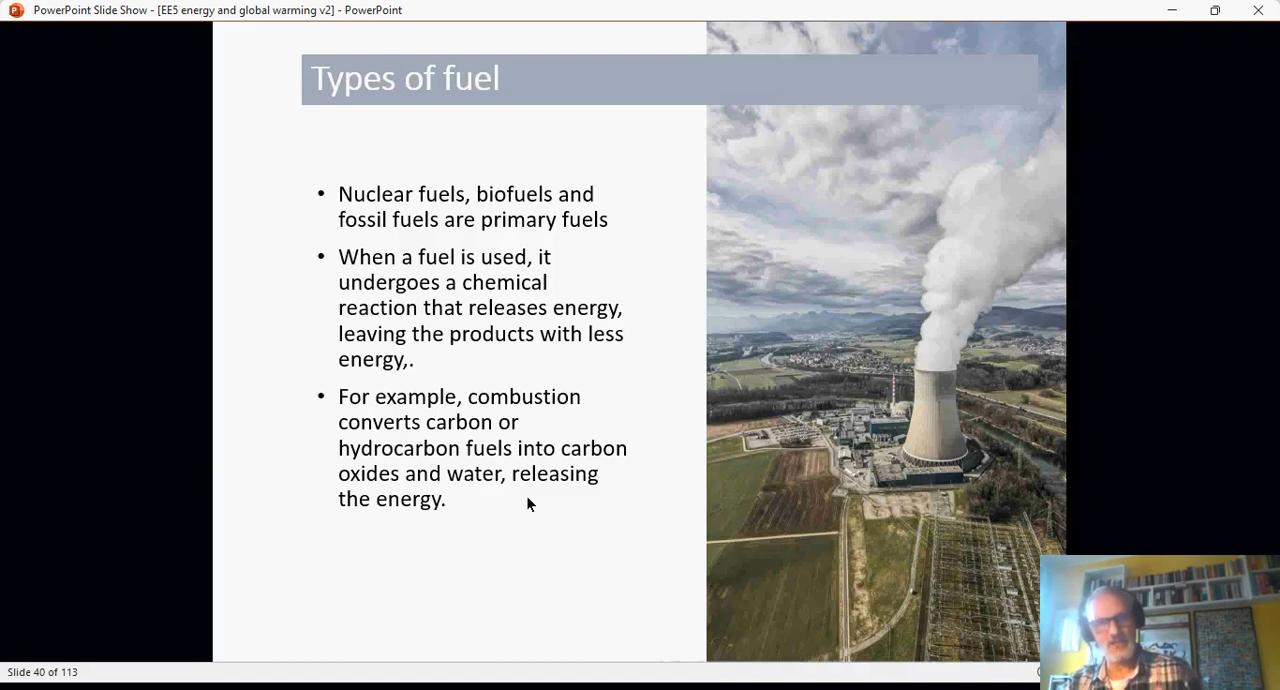 PowerPoint Slide Show - [EE5 energy and global warming v2] - PowerPoint
Types of fuel
• Nuclear fuels, biofuels and
fossil fuels are primary fuels
• When a fuel is used, it
undergoes a chemical
reaction that releases energy,
leaving the products with less
energy,.
• For example, combustion
converts carbon or
hydrocarbon fuels into carbon
oxides and water, releasing
the energy.
Slide 40 of 113